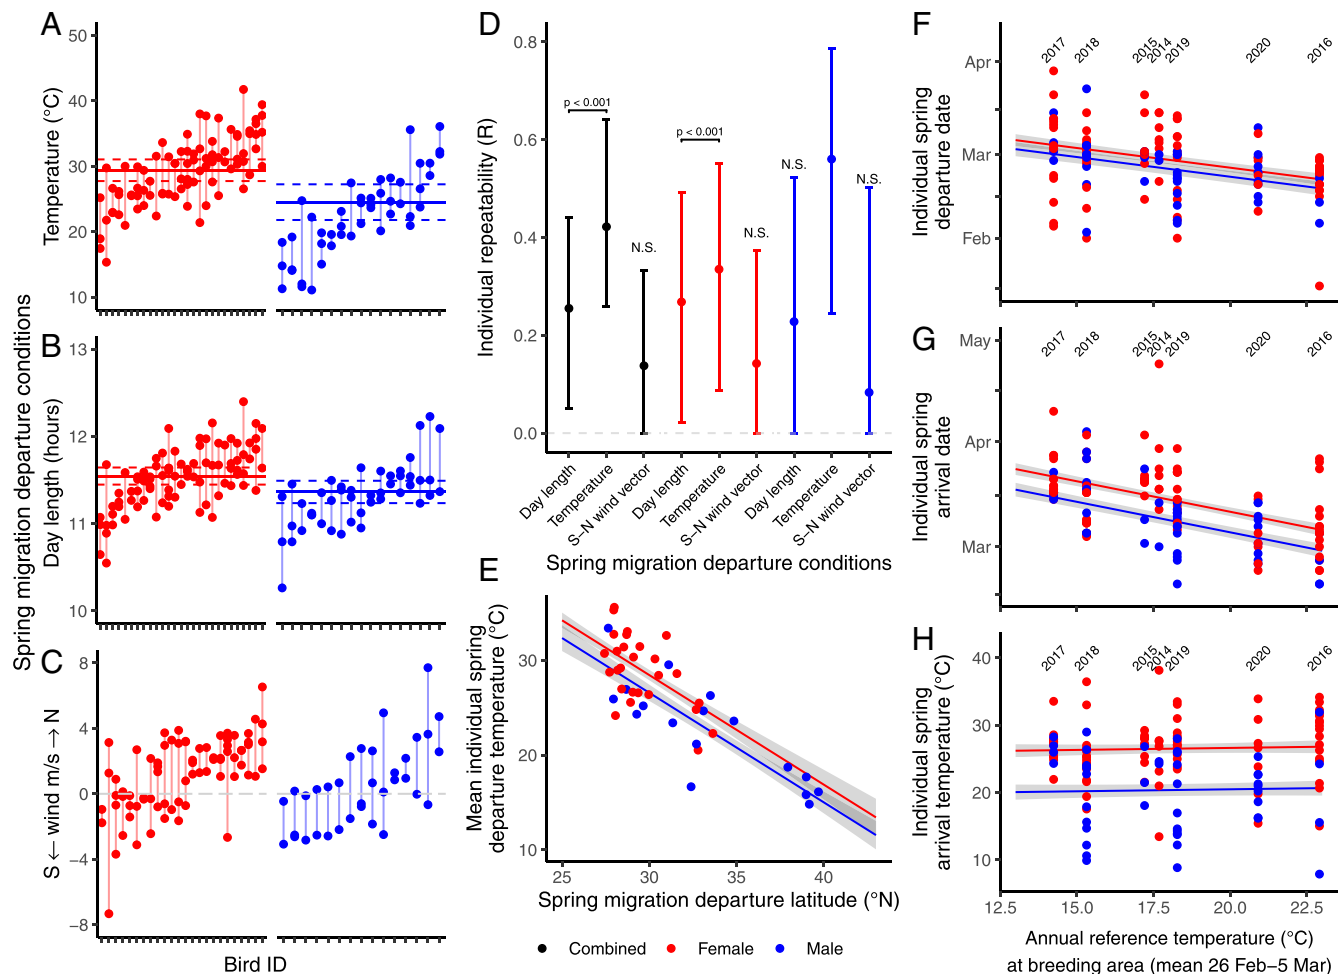 A
50
40
30
20
10
Temperature (°C)
B
13
12
11
10
Day length (hours)
Spring migration departure conditions
C
8
4
0
−4
−8
S ← wind m/s → N
Bird ID
D
0.8
0.6
0.4
0.2
0.0
Individual repeatability (R)
p < 0.001
N.S.
p < 0.001
N.S.
N.S.
N.S.
Day length
Temperature
S−N wind vector
Day length
Temperature
S−N wind vector
Day length
Temperature
S−N wind vector
Spring migration departure conditions
E
30
20
10
Mean individual spring
departure temperature (°C)
25
30
35
40
Spring migration departure latitude (°N)
Combined
Female
Male
F
2017
2018
2015
2014
2019
2020
2016
Apr
Mar
Feb
Individual spring
departure date
G
2017
2018
2015
2014
2019
2020
2016
May
Apr
Mar
Individual spring
arrival date
H
2017
2018
2015
2014
2019
2020
2016
40
30
20
10
Individual spring
arrival temperature (°C)
12.5
15.0
17.5
20.0
22.5
Annual reference temperature (°C)
at breeding area (mean 26 Feb−5 Mar)